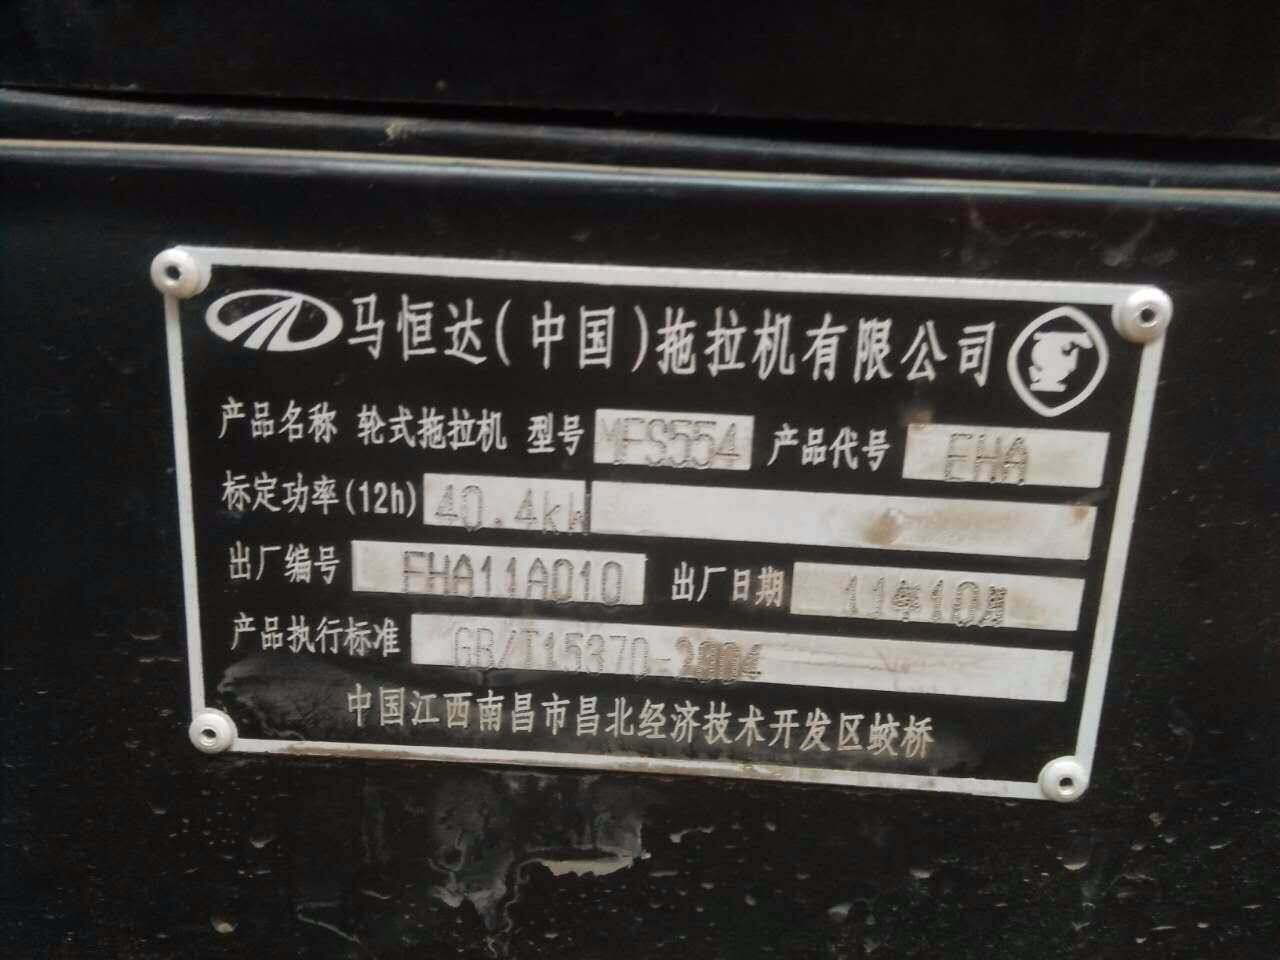 马恒达(中国)拖拉机有限公司
产品名称 轮式拖拉机 型号 MFS554 产品代号 EHA
标定功率(12h) 40.4kW
出厂编号 EHA11A010 出厂日期 11年10月
产品执行标准 GB/T15370-2004
中国江西南昌市昌北经济技术开发区蛟桥